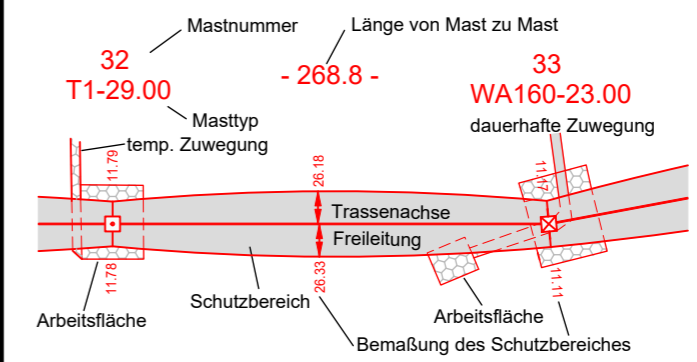 Mastnummer
Länge von Mast zu Mast
32
T1-29.00
- 268.8 -
33
WA160-23.00
Masttyp
dauerhafte Zuwegung
temp. Zuwegung
11.79
26.18
11.17
Trassenachse
Freileitung
11.78
26.33
11.11
Schutzbereich
Arbeitsfläche
Arbeitsfläche
Bemaßung des Schutzbereiches